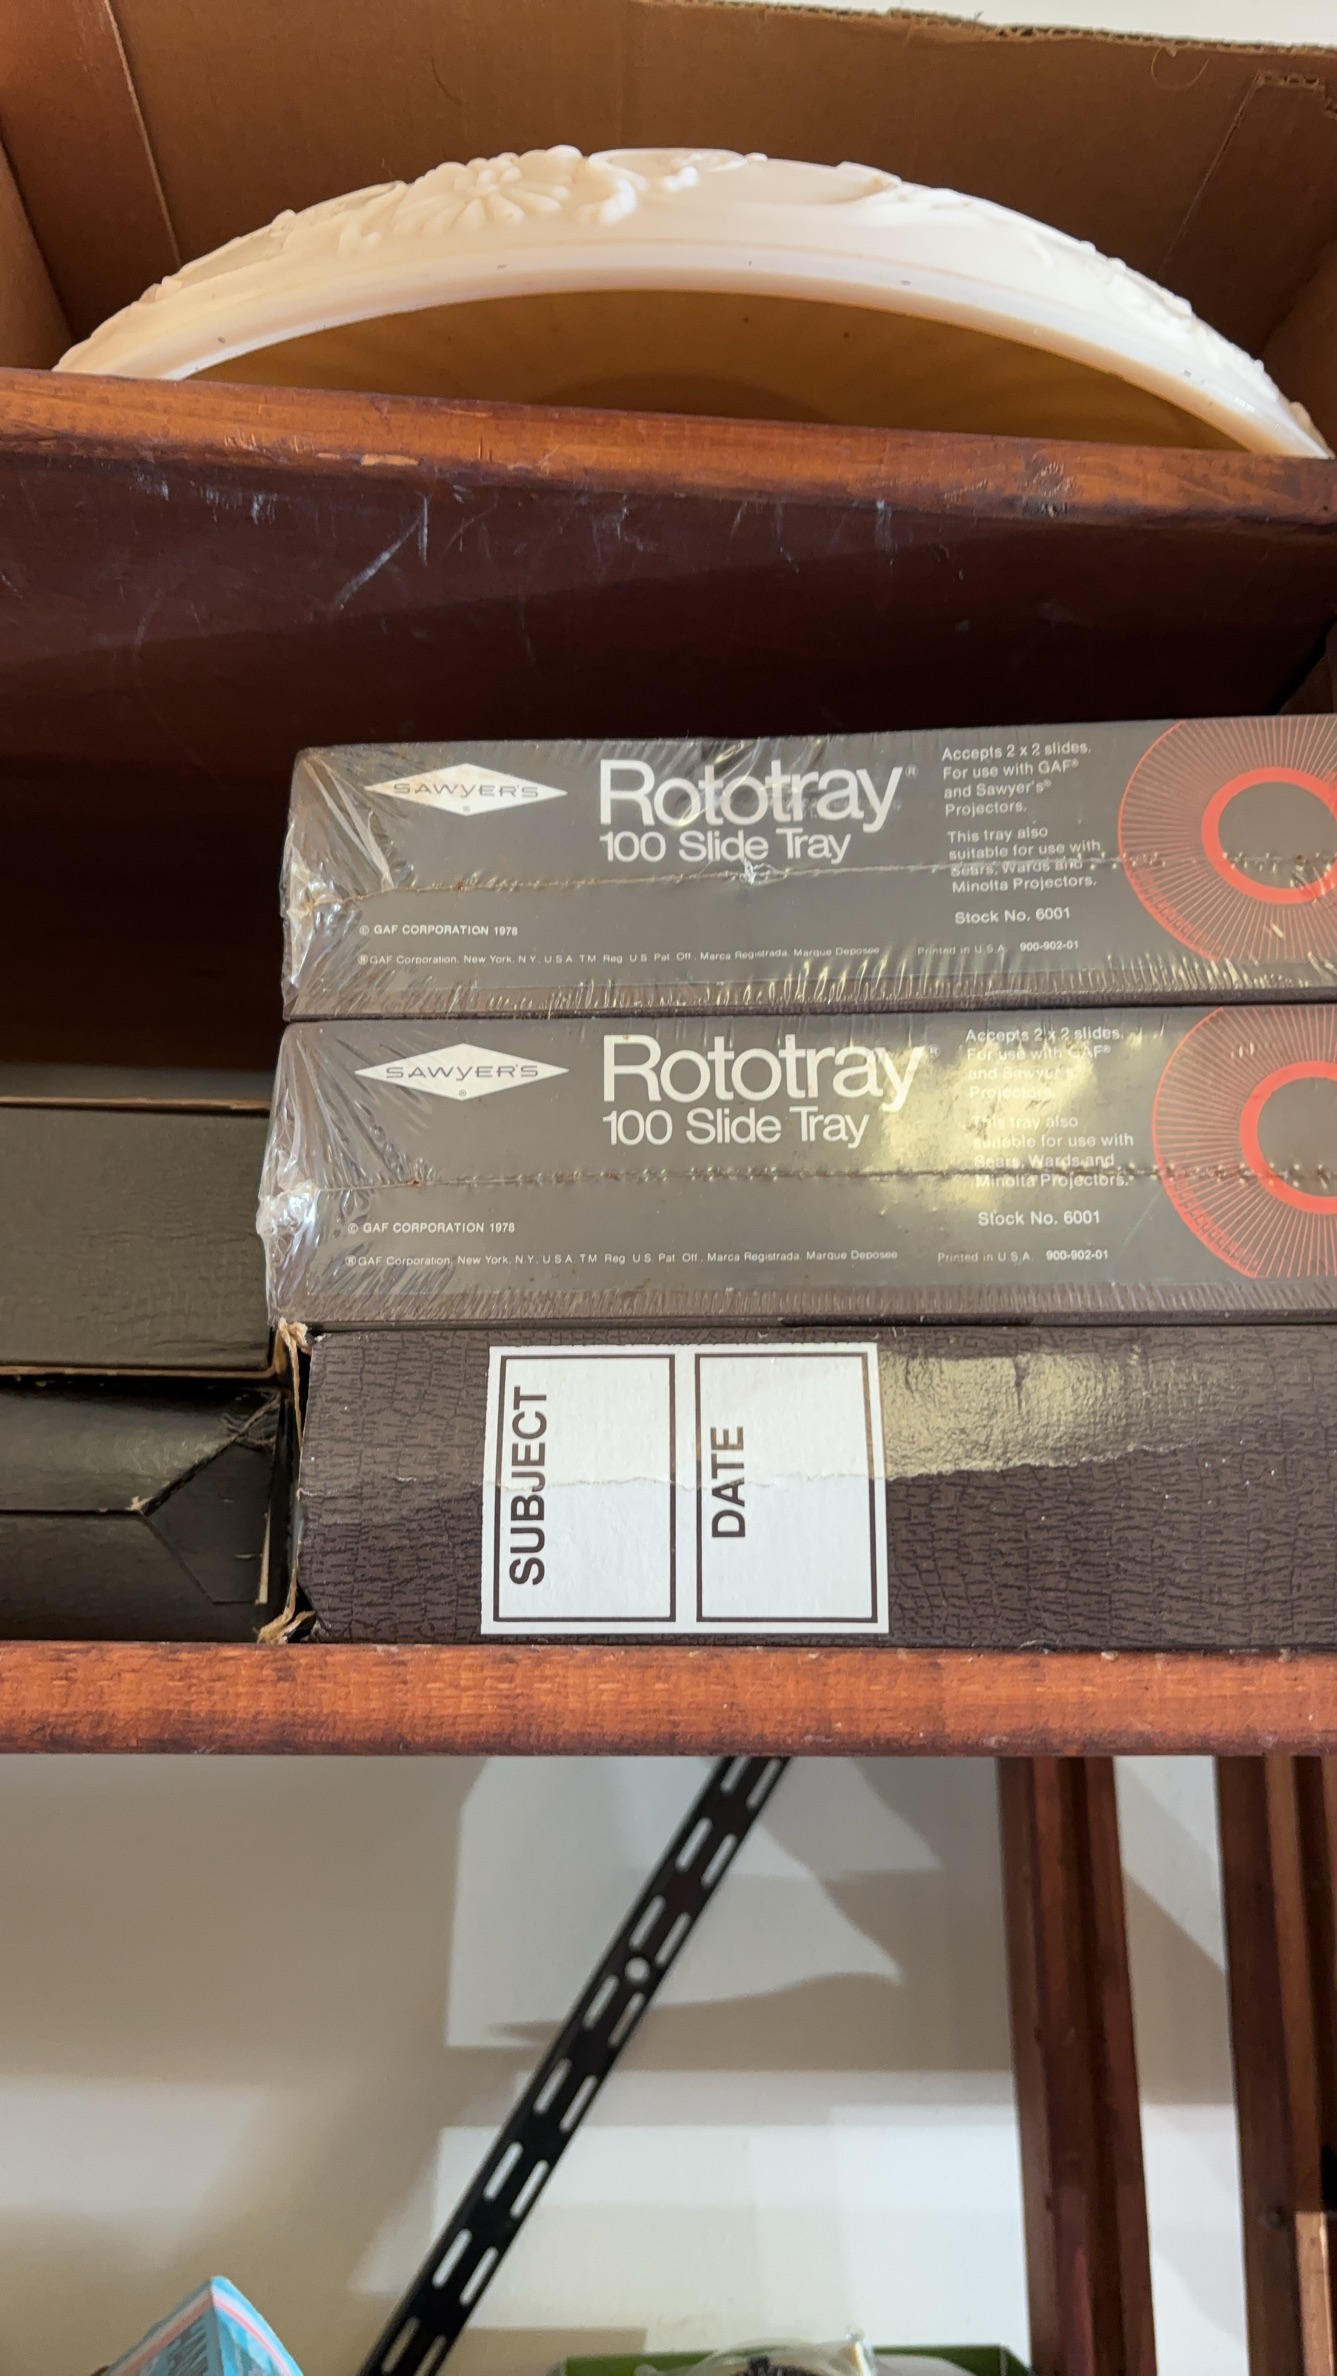 SAWYER'S
®
Rototray®
100 Slide Tray
Accepts 2 x 2 slides.
For use with GAF®
and Sawyer's®
Projectors.
This tray also
suitable for use with
Sears, Wards and
Minolta Projectors.
Stock No. 6001
© GAF CORPORATION 1978
®GAF Corporation, New York, N.Y. U S A T M Reg U S Pat Off , Marca Registrada, Marque Deposee
Printed in U.S.A. 900-902-01
SAWYER'S
®
Rototray®
100 Slide Tray
Accepts 2 x 2 slides.
For use with GAF®
and Sawyer's
Projectors.
This tray also
suitable for use with
Sears, Wards and
Minolta Projectors.
Stock No. 6001
© GAF CORPORATION 1978
®GAF Corporation, New York, N.Y. U S A T M Reg U S Pat Off , Marca Registrada, Marque Deposee
Printed in U.S.A. 900-902-01
SUBJECT
DATE